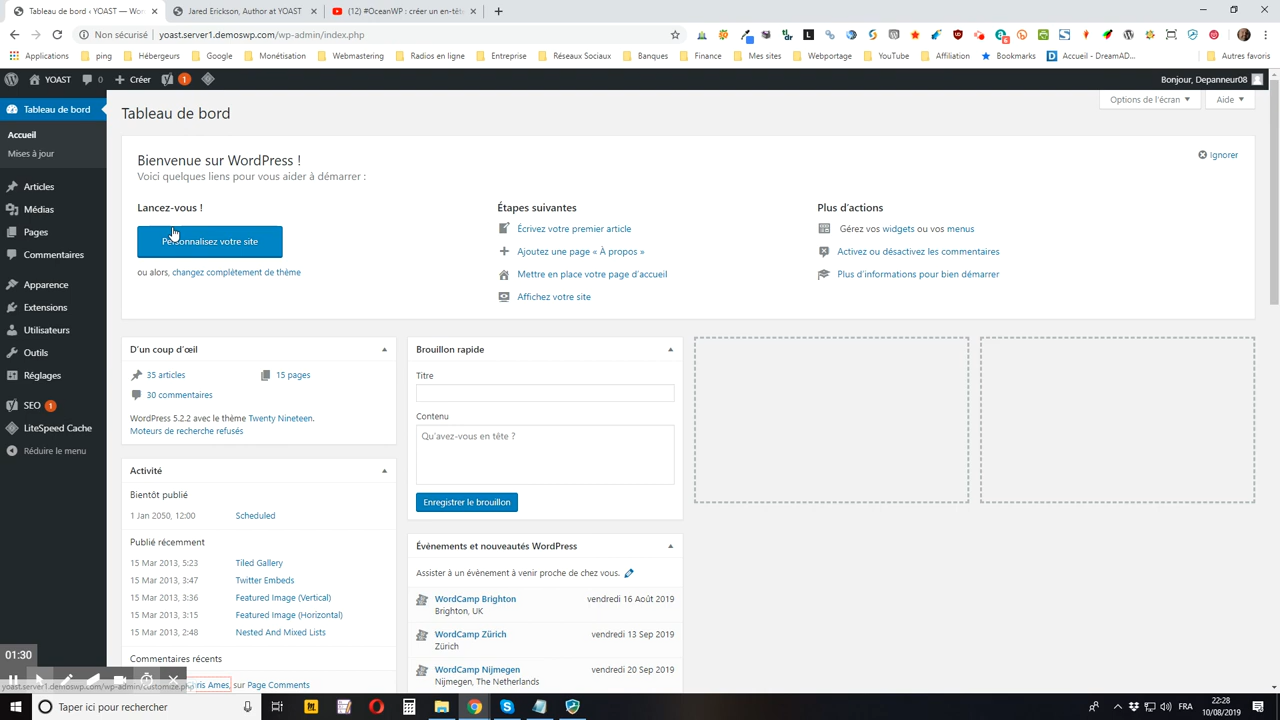 Tableau de bord ‹ YOAST — Wor
Jared Erickson, Author at YOAST
(12) #OceanWP : créer un en-tête
Non sécurisé
yoast.server1.demoswp.com/wp-admin/index.php
Applications
ping
Hébergeurs
Google
Monétisation
Webmastering
Radios en ligne
Entreprise
Réseaux Sociaux
Banques
Finance
Mes sites
Webportage
YouTube
Affiliation
Bookmarks
Accueil - DreamAD...
Autres favoris
YOAST
0
Créer
1
Bonjour, Depanneur08
Tableau de bord
Accueil
Mises à jour
Articles
Médias
Pages
Commentaires
Apparence
Extensions
Utilisateurs
Outils
Réglages
SEO 1
LiteSpeed Cache
Réduire le menu
Tableau de bord
Options de l'écran
Aide
Bienvenue sur WordPress !
Voici quelques liens pour vous aider à démarrer :
Ignorer
Lancez-vous !
Personnalisez votre site
ou alors, changez complètement de thème
Étapes suivantes
Écrivez votre premier article
Ajoutez une page « À propos »
Mettre en place votre page d'accueil
Affichez votre site
Plus d'actions
Gérez vos widgets ou vos menus
Activez ou désactivez les commentaires
Plus d'informations pour bien démarrer
D'un coup d'œil
35 articles
15 pages
30 commentaires
WordPress 5.2.2 avec le thème Twenty Nineteen.
Moteurs de recherche refusés
Activité
Bientôt publié
1 Jan 2050, 12:00 Scheduled
Publié récemment
15 Mar 2013, 5:23 Tiled Gallery
15 Mar 2013, 3:47 Twitter Embeds
15 Mar 2013, 3:36 Featured Image (Vertical)
15 Mar 2013, 3:15 Featured Image (Horizontal)
15 Mar 2013, 2:48 Nested And Mixed Lists
Commentaires récents
sur Page Comments
Brouillon rapide
Titre
Contenu
Qu'avez-vous en tête ?
Enregistrer le brouillon
Événements et nouveautés WordPress
Assister à un évènement à venir proche de chez vous.
WordCamp Brighton vendredi 16 Août 2019
Brighton, UK
WordCamp Zürich vendredi 13 Sep 2019
Zürich
WordCamp Nijmegen vendredi 20 Sep 2019
Nijmegen, The Netherlands
01:30
yoast.server1.demoswp.com/wp-admin/customize.php
Taper ici pour rechercher
FRA
22:28
10/08/2019